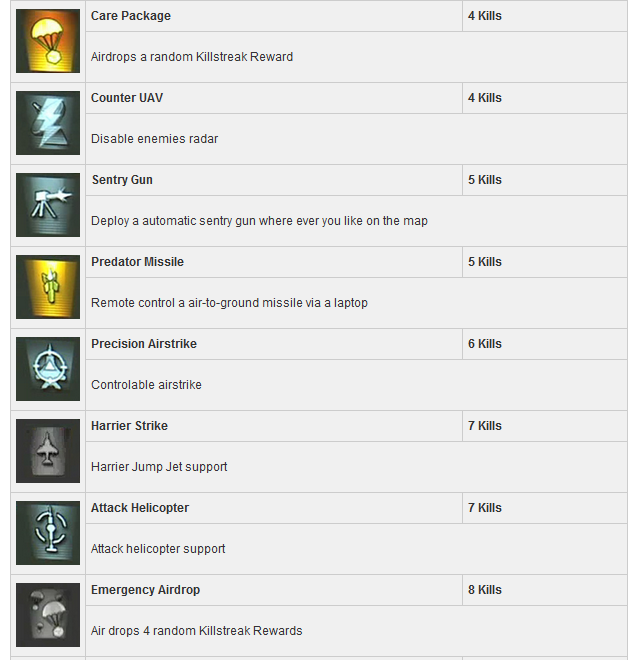 Care Package 4 Kills
Airdrops a random Killstreak Reward
Counter UAV 4 Kills
Disable enemies radar
Sentry Gun 5 Kills
Deploy a automatic sentry gun where ever you like on the map
Predator Missile 5 Kills
Remote control a air-to-ground missile via a laptop
Precision Airstrike 6 Kills
Controlable airstrike
Harrier Strike 7 Kills
Harrier Jump Jet support
Attack Helicopter 7 Kills
Attack helicopter support
Emergency Airdrop 8 Kills
Air drops 4 random Killstreak Rewards